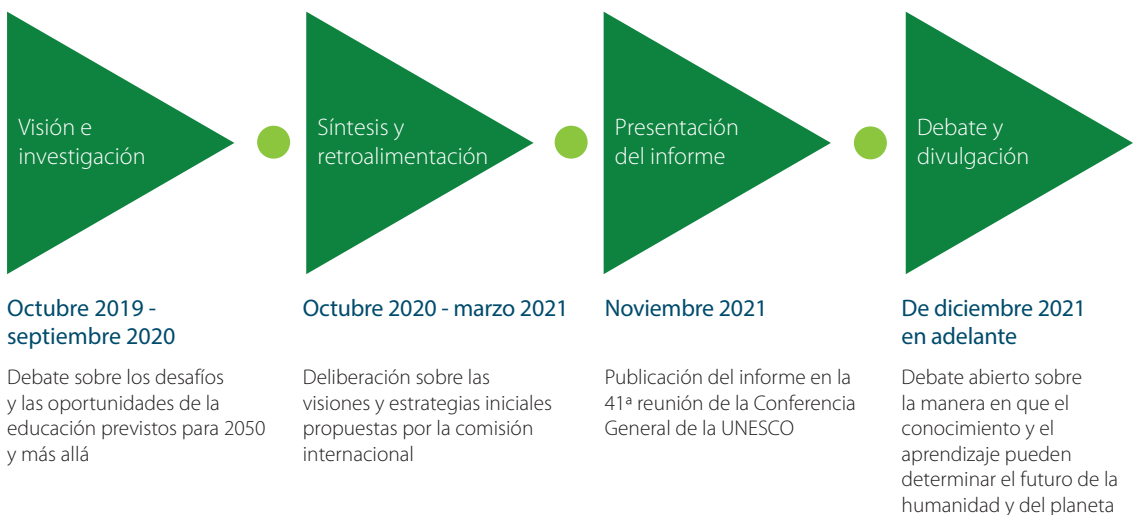 Visión e
investigación
Síntesis y
retroalimentación
Presentación
del informe
Debate y
divulgación
Octubre 2019 -
septiembre 2020
Debate sobre los desafíos
y las oportunidades de la
educación previstos para 2050
y más allá
Octubre 2020 - marzo 2021
Deliberación sobre las
visiones y estrategias iniciales
propuestas por la comisión
internacional
Noviembre 2021
Publicación del informe en la
41ª reunión de la Conferencia
General de la UNESCO
De diciembre 2021
en adelante
Debate abierto sobre
la manera en que el
conocimiento y el
aprendizaje pueden
determinar el futuro de la
humanidad y del planeta